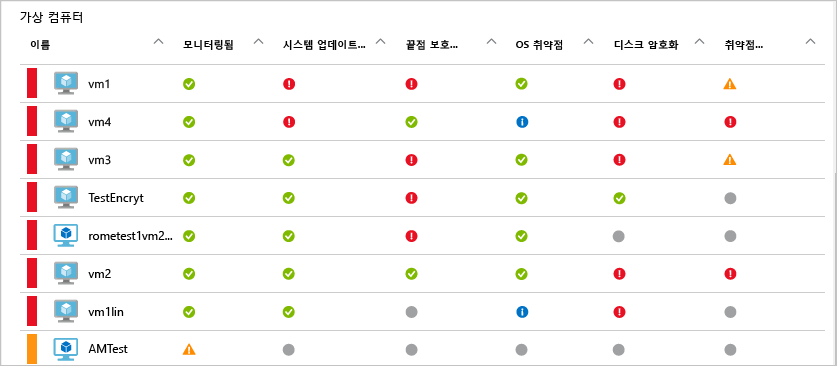 가상 컴퓨터
이름 모니터링됨 시스템 업데이트... 끝점 보호... OS 취약점 디스크 암호화 취약점...
vm1
vm4
vm3
TestEncryt
rometest1vm2...
vm2
vm1lin
AMTest